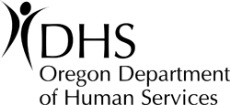 DHS
Oregon Department
of Human Services